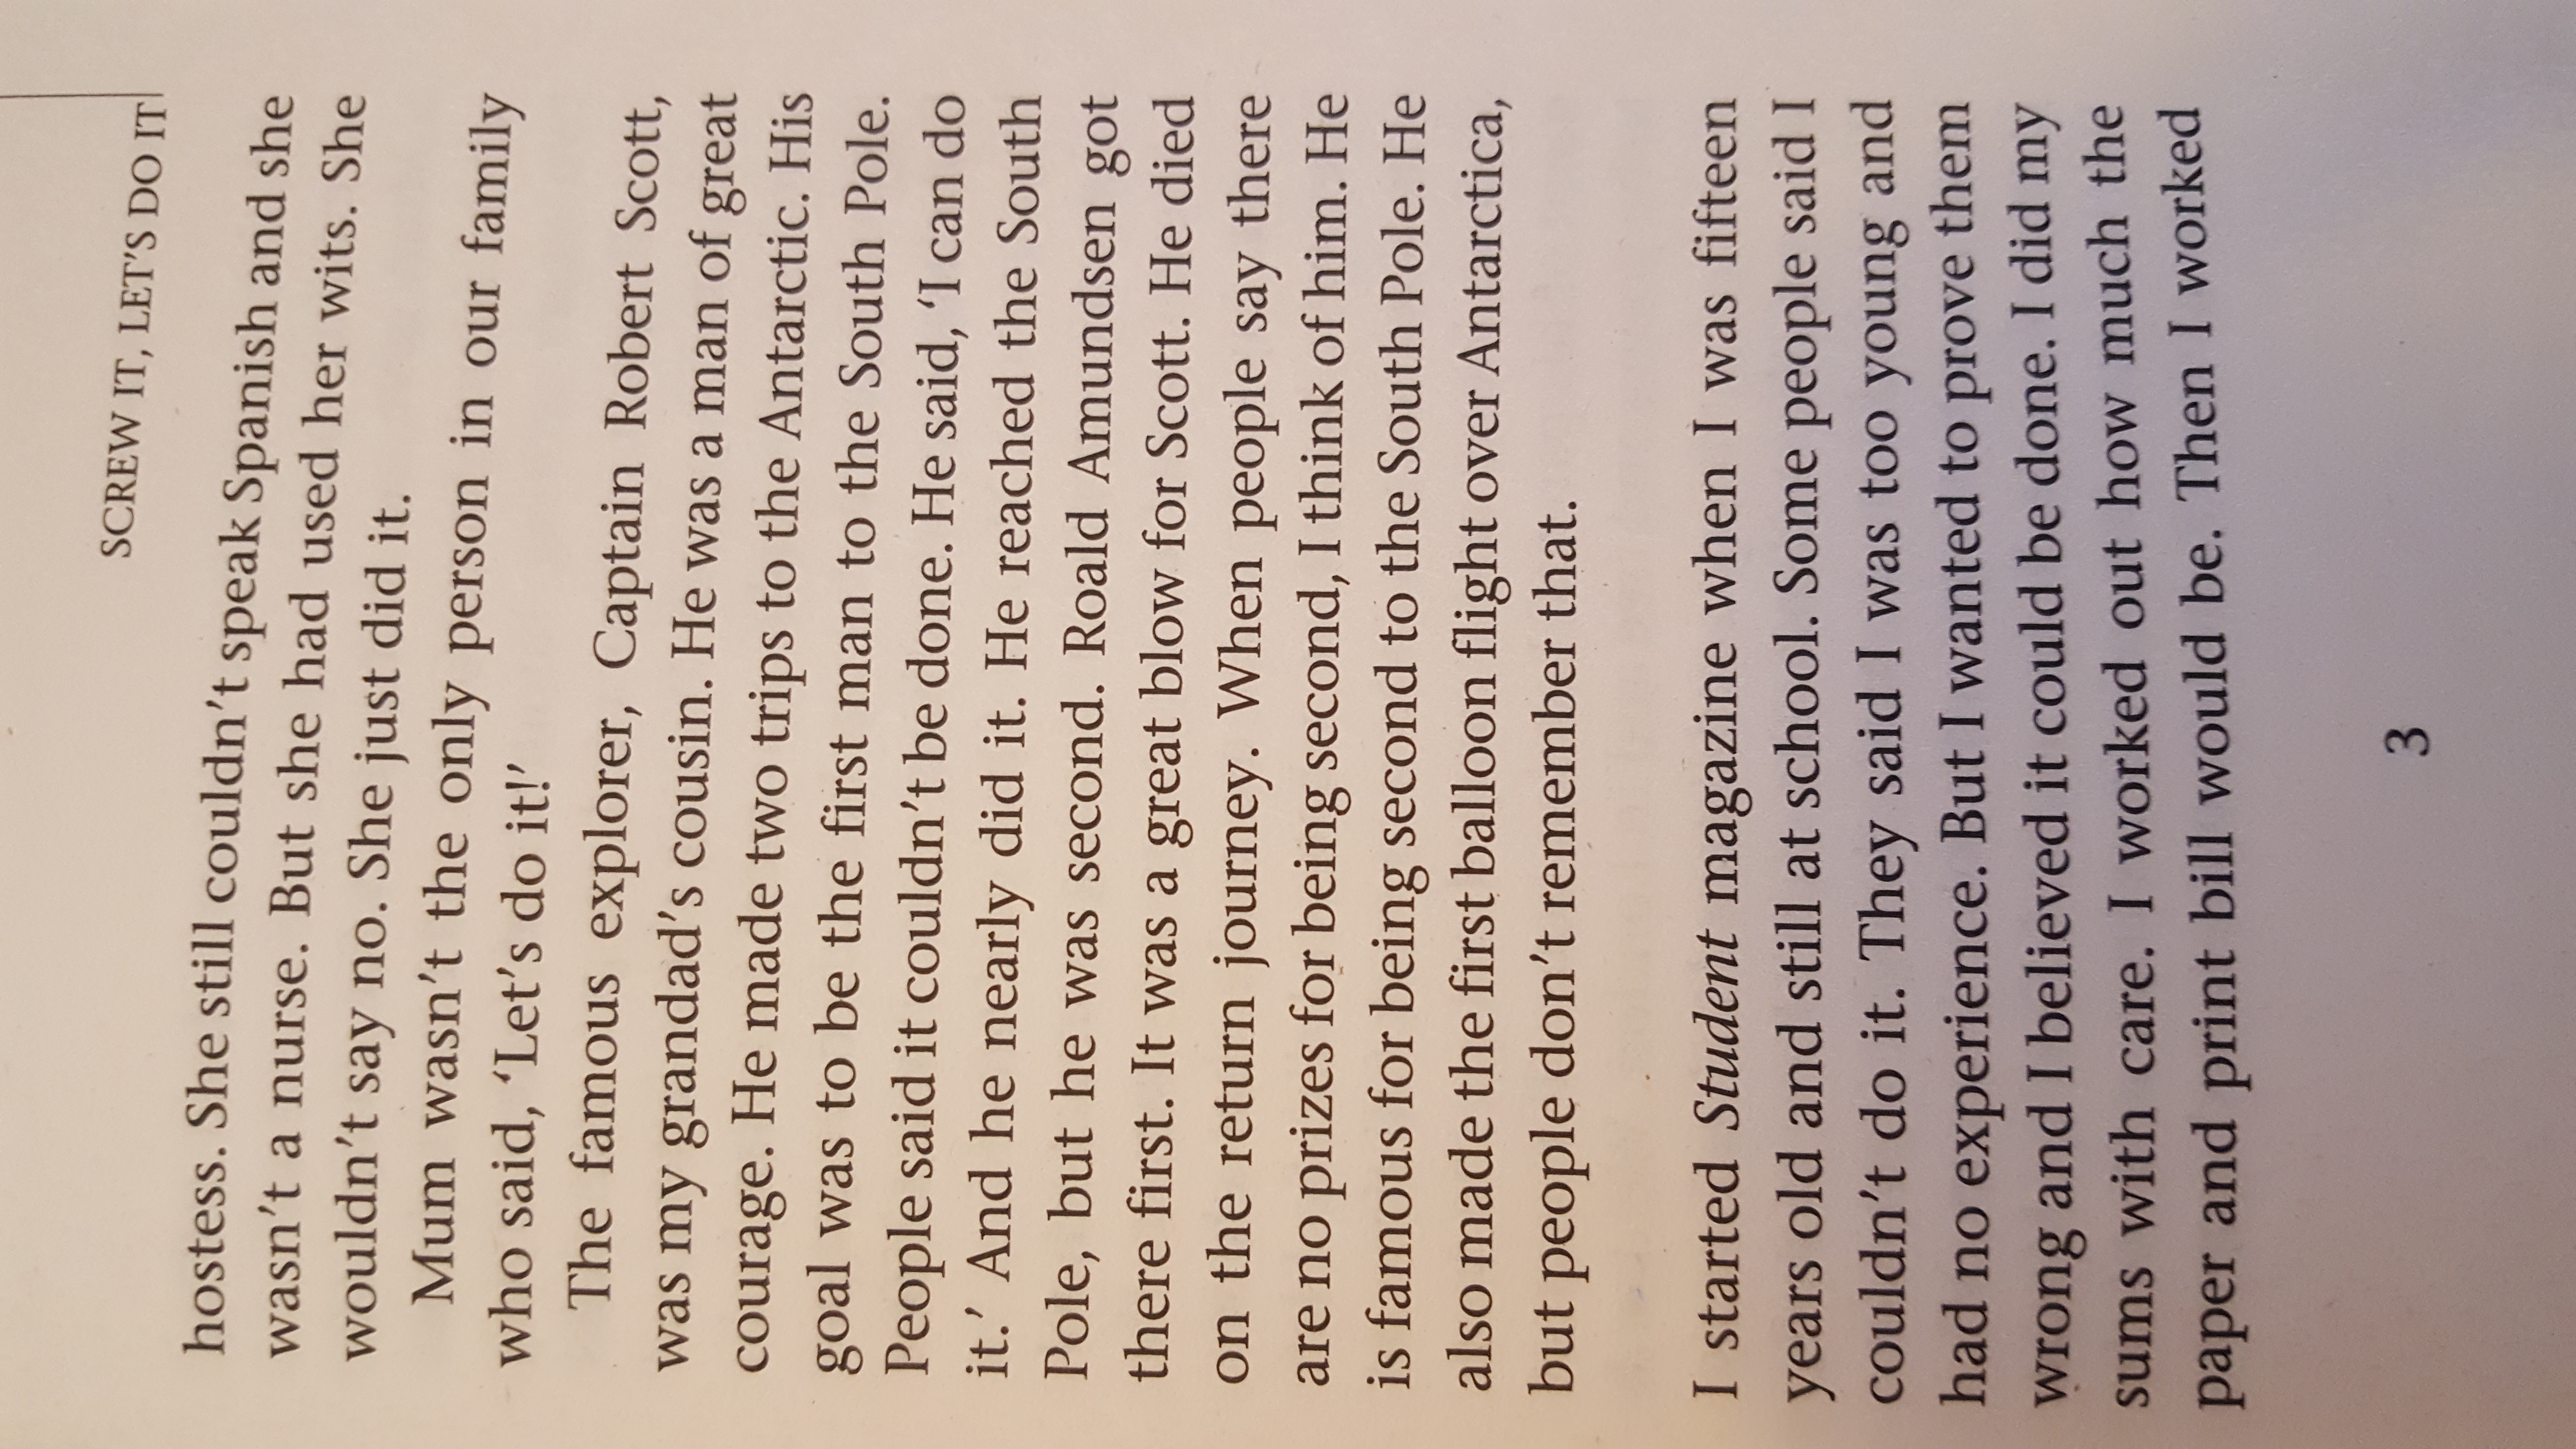 SCREW IT, LET'S DO IT
hostess. She still couldn't speak Spanish and she
wasn't a nurse. But she had used her wits. She
wouldn't say no. She just did it.
Mum wasn't the only person in our family
who said, ‘Let's do it!’
The famous explorer, Captain Robert Scott,
was my grandad's cousin. He was a man of great
courage. He made two trips to the Antarctic. His
goal was to be the first man to the South Pole.
People said it couldn't be done. He said, ‘I can do
it.’ And he nearly did it. He reached the South
Pole, but he was second. Roald Amundsen got
there first. It was a great blow for Scott. He died
on the return journey. When people say there
are no prizes for being second, I think of him. He
is famous for being second to the South Pole. He
also made the first balloon flight over Antarctica,
but people don't remember that.
I started Student magazine when I was fifteen
years old and still at school. Some people said I
couldn't do it. They said I was too young and
had no experience. But I wanted to prove them
wrong and I believed it could be done. I did my
sums with care. I worked out how much the
paper and print bill would be. Then I worked
3